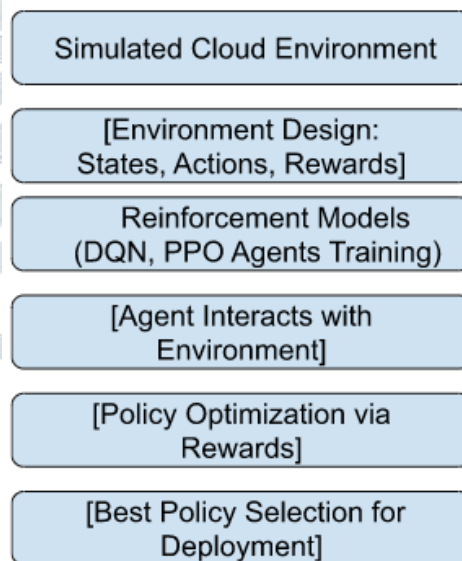 Simulated Cloud Environment
[Environment Design:
States, Actions, Rewards]
Reinforcement Models
(DQN, PPO Agents Training)
[Agent Interacts with
Environment]
[Policy Optimization via
Rewards]
[Best Policy Selection for
Deployment]